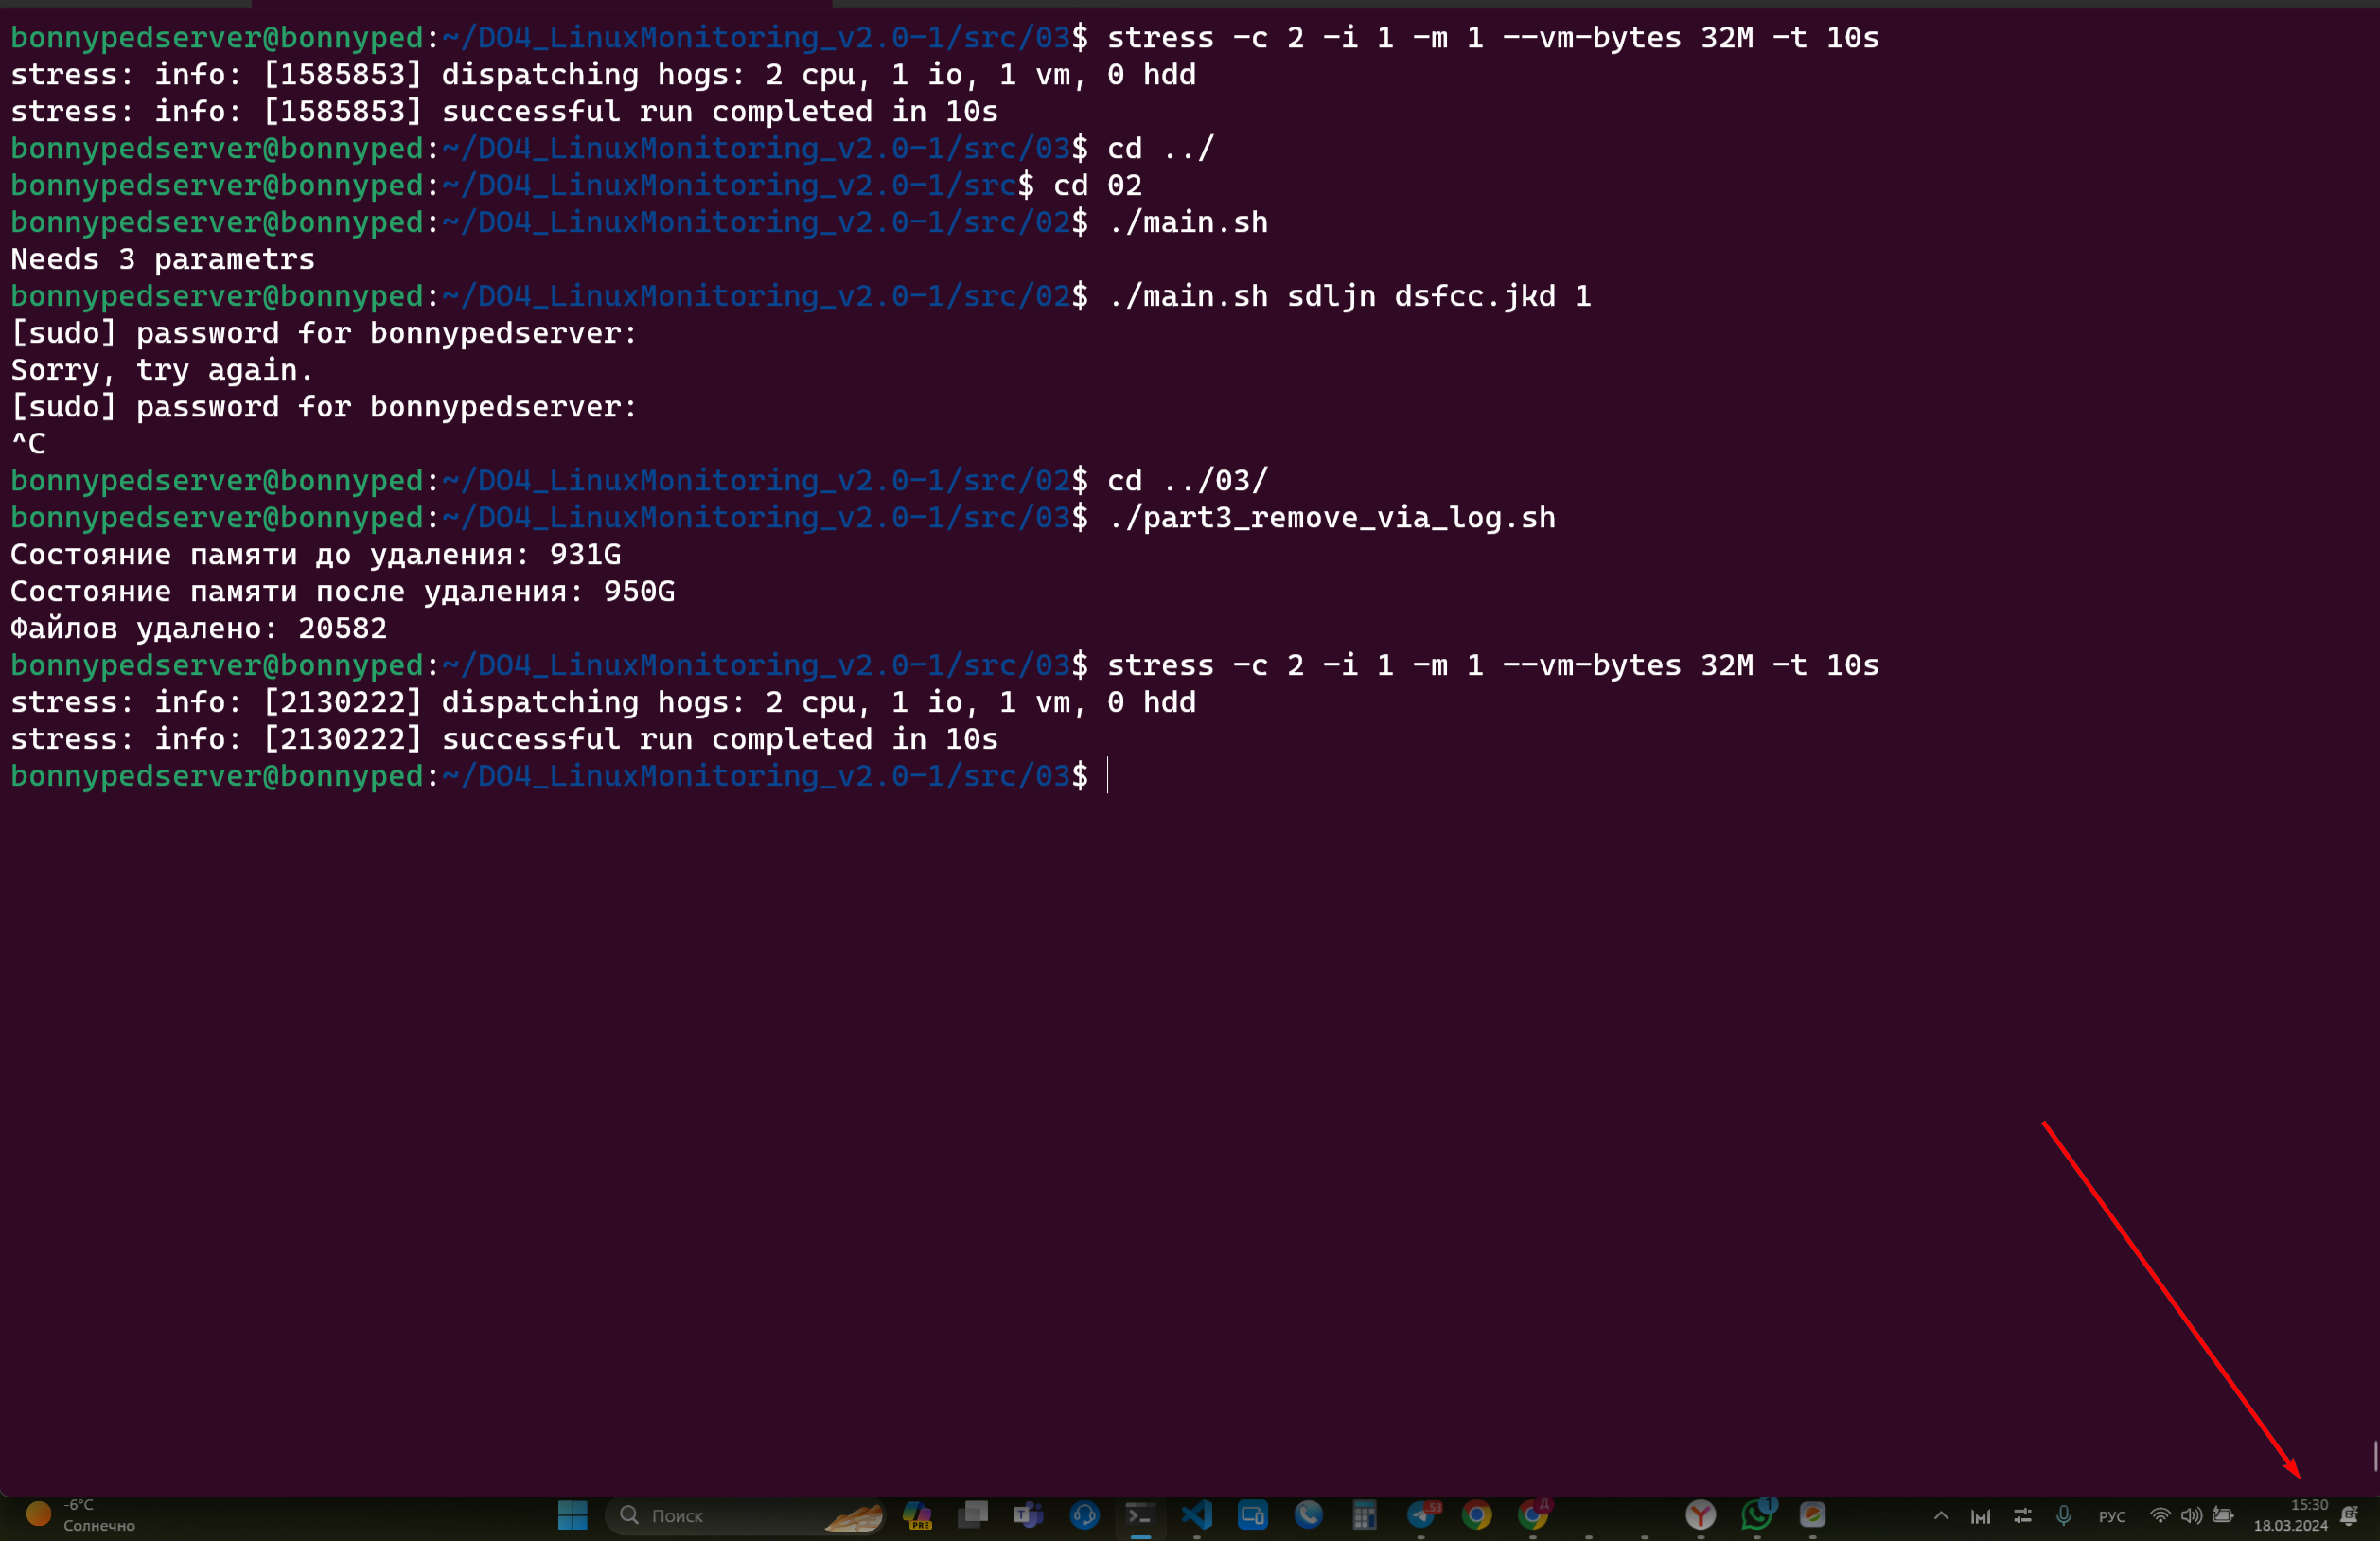 bonnypedserver@bonnyped:~/DO4_LinuxMonitoring_v2.0-1/src/03$ stress -c 2 -i 1 -m 1 --vm-bytes 32M -t 10s
stress: info: [1585853] dispatching hogs: 2 cpu, 1 io, 1 vm, 0 hdd
stress: info: [1585853] successful run completed in 10s
bonnypedserver@bonnyped:~/DO4_LinuxMonitoring_v2.0-1/src/03$ cd ../
bonnypedserver@bonnyped:~/DO4_LinuxMonitoring_v2.0-1/src$ cd 02
bonnypedserver@bonnyped:~/DO4_LinuxMonitoring_v2.0-1/src/02$ ./main.sh
Needs 3 parametrs
bonnypedserver@bonnyped:~/DO4_LinuxMonitoring_v2.0-1/src/02$ ./main.sh sdljn dsfcc.jkd 1
[sudo] password for bonnypedserver:
Sorry, try again.
[sudo] password for bonnypedserver:
^C
bonnypedserver@bonnyped:~/DO4_LinuxMonitoring_v2.0-1/src/02$ cd ../03/
bonnypedserver@bonnyped:~/DO4_LinuxMonitoring_v2.0-1/src/03$ ./part3_remove_via_log.sh
Состояние памяти до удаления: 931G
Состояние памяти после удаления: 950G
Файлов удалено: 20582
bonnypedserver@bonnyped:~/DO4_LinuxMonitoring_v2.0-1/src/03$ stress -c 2 -i 1 -m 1 --vm-bytes 32M -t 10s
stress: info: [2130222] dispatching hogs: 2 cpu, 1 io, 1 vm, 0 hdd
stress: info: [2130222] successful run completed in 10s
bonnypedserver@bonnyped:~/DO4_LinuxMonitoring_v2.0-1/src/03$
-6°C
Солнечно
Поиск
PRE
53
Д
1
РУС
15:30
18.03.2024